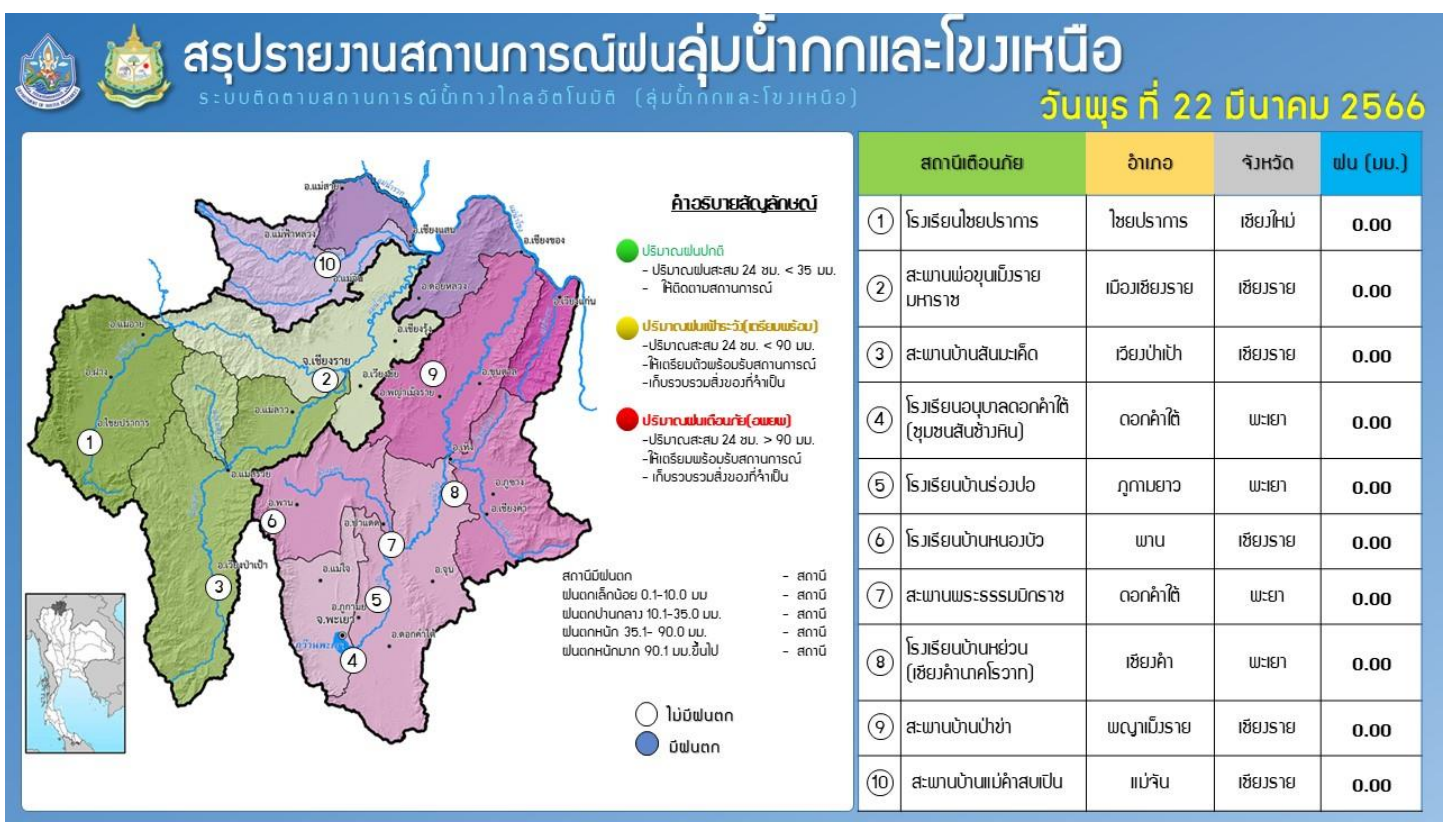 สรุปรายงานสถานการณ์ฝนลุ่มน้ำกกและโขงเหนือ
ระบบติดตามสถานการณ์น้ำทางไกลอัตโนมัติ (ลุ่มน้ำกกและโขงเหนือ)
วันพุธ ที่ 22 มีนาคม 2566
อ.แม่สาย
อ.แม่ฟ้าหลวง
อ.เชียงแสน
อ.เชียงของ
10
อ.ดอยหลวง
อ.เวียงแก่น
อ.แม่อาย
อ.เชียงรุ้ง
จ.เชียงราย
2
9
อ.ขุนตาล
อ.ฝาง
อ.พญาเม็งราย
อ.แม่ลาว
อ.ไชยปราการ
1
อ.เทิง
อ.แม่สรวย
8
อ.ภูซาง
อ.เชียงคำ
อ.พาน
6
อ.ป่าแดด
7
อ.เวียงป่าเป้า
3
อ.แม่ใจ
อ.จุน
5
จ.พะเยา
อ.ดอกคำใต้
4
คำอธิบายสัญลักษณ์
ปริมาณฝนปกติ
- ปริมาณฝนสะสม 24 ชม. < 35 มม.
- ให้ติดตามสถานการณ์
ปริมาณฝนเฝ้าระวัง(เตรียมพร้อม)
-ปริมาณสะสม 24 ชม. < 90 มม.
-ให้เตรียมตัวพร้อมรับสถานการณ์
-เก็บรวบรวมสิ่งของที่จำเป็น
ปริมาณฝนเตือนภัย(อพยพ)
-ปริมาณสะสม 24 ชม. > 90 มม.
-ให้เตรียมพร้อมรับสถานการณ์
- เก็บรวบรวมสิ่งของที่จำเป็น
สถานีมีฝนตก - สถานี
ฝนตกเล็กน้อย 0.1-10.0 มม - สถานี
ฝนตกปานกลาง 10.1-35.0 มม. - สถานี
ฝนตกหนัก 35.1- 90.0 มม. - สถานี
ฝนตกหนักมาก 90.1 มม.ขึ้นไป - สถานี
ไม่มีฝนตก
มีฝนตก
สถานีเตือนภัย อำเภอ จังหวัด ฝน (มม.)
1 โรงเรียนไชยปราการ ไชยปราการ เชียงใหม่ 0.00
2 สะพานพ่อขุนเม็งราย
มหาราช เมืองเชียงราย เชียงราย 0.00
3 สะพานบ้านสันมะเค็ด เวียงป่าเป้า เชียงราย 0.00
4 โรงเรียนอนุบาลดอกคำใต้
(ชุมชนสันช้างหิน) ดอกคำใต้ พะเยา 0.00
5 โรงเรียนบ้านร่องปอ ภูกามยาว พะเยา 0.00
6 โรงเรียนบ้านหนองบัว พาน เชียงราย 0.00
7 สะพานพระธรรมมิกราช ดอกคำใต้ พะยา 0.00
8 โรงเรียนบ้านหย่วน
(เชียงคำนาคโรวาท) เชียงคำ พะเยา 0.00
9 สะพานบ้านป่าข่า พญาเม็งราย เชียงราย 0.00
10 สะพานบ้านแม่คำสบเปิน แม่จัน เชียงราย 0.00